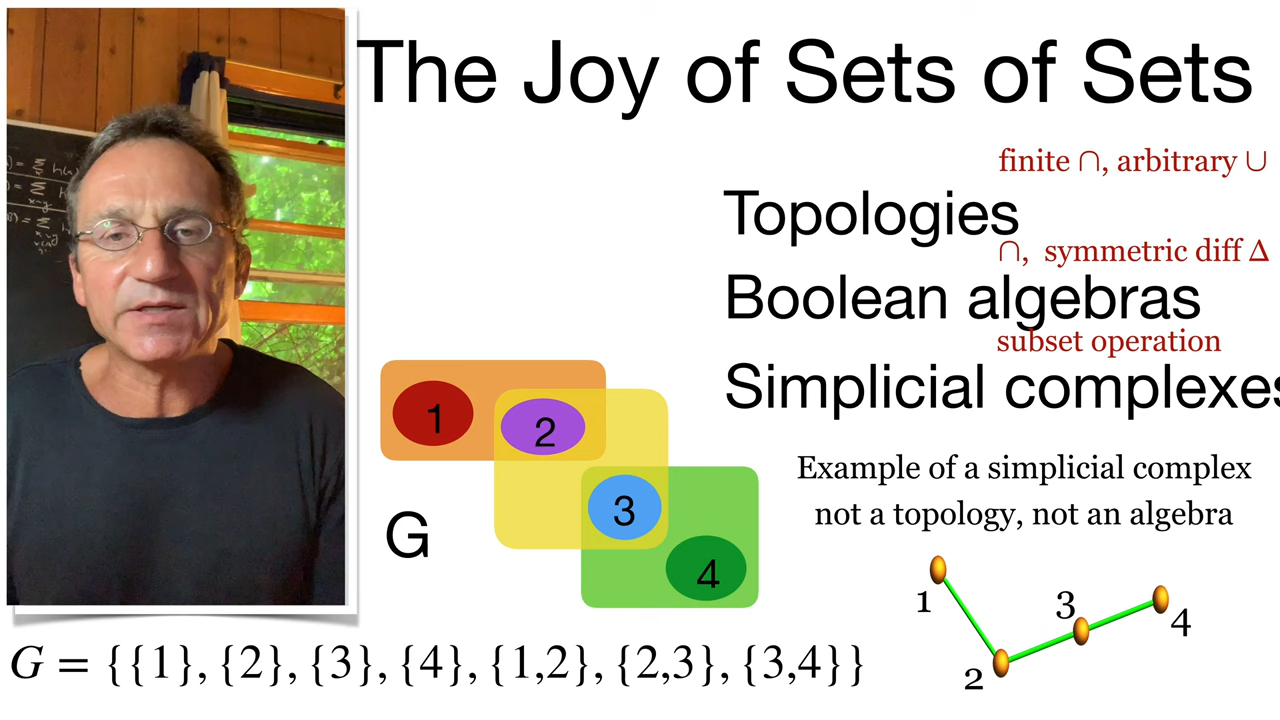 The Joy of Sets of Sets
finite ∩, arbitrary ∪
Topologies
∩, symmetric diff Δ
Boolean algebras
subset operation
Simplicial complexes
1
2
3
4
G
Example of a simplicial complex
not a topology, not an algebra
1
2
3
4
G = {{1}, {2}, {3}, {4}, {1,2}, {2,3}, {3,4}}